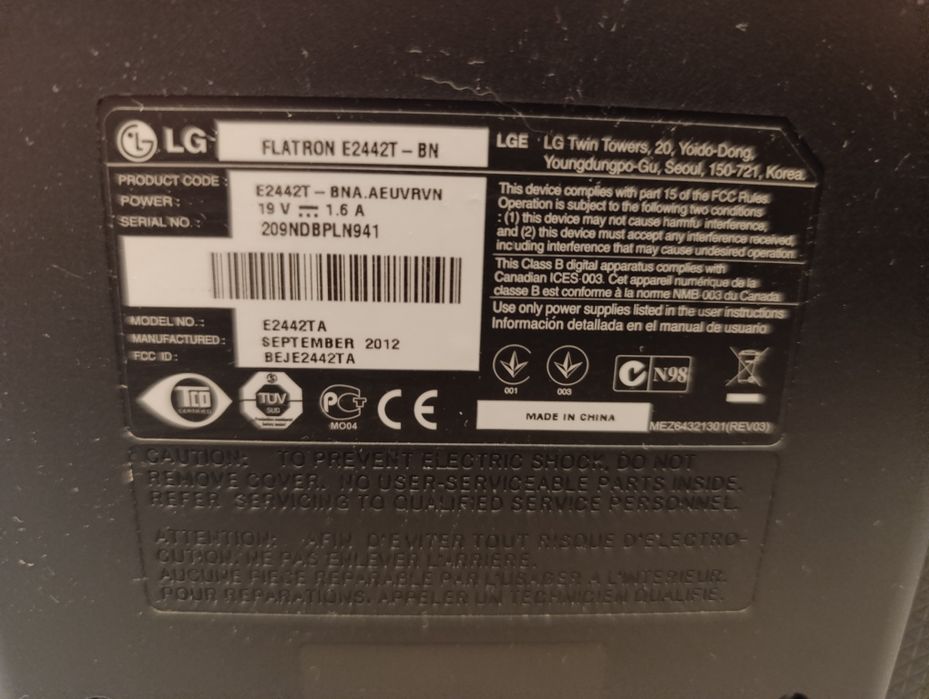 LG
FLATRON E2442T - BN
PRODUCT CODE : E2442T - BNA.AEUVRVN
POWER : 19 V 1.6 A
SERIAL NO. : 209NDBPLN941
MODEL NO. : E2442TA
MANUFACTURED : SEPTEMBER 2012
FCC ID : BEJE2442TA
TCO
CERTIFIED
TUV
SUD
PCT
MO04
CE
LGE LG Twin Towers, 20, Yoido-Dong,
Youngdungpo-Gu, Seoul, 150-721, Korea.
This device complies with part 15 of the FCC Rules.
Operation is subject to the following two conditions
: (1) this device may not cause harmful interference,
and (2) this device must accept any interference received,
including interference that may cause undesired operation.
This Class B digital apparatus complies with
Canadian ICES-003. Cet appareil numérique de la
classe B est conforme à la norme NMB-003 du Canada.
Use only power supplies listed in the user instructions
Información detallada en el manual de usuario
001
003
N98
MADE IN CHINA
MEZ64321301(REV03)
CAUTION: TO PREVENT ELECTRIC SHOCK, DO NOT
REMOVE COVER. NO USER-SERVICEABLE PARTS INSIDE.
REFER SERVICING TO QUALIFIED SERVICE PERSONNEL.
ATTENTION: AFIN D'EVITER TOUT RISQUE D'ELECTRO-
CUTION, NE PAS ENLEVER L'ARRIERE.
AUCUNE PIECE REPARABLE PAR L'USAGER A L'INTERIEUR.
POUR REPARATIONS, APPELER UN TECHNICIEN QUALIFIE.